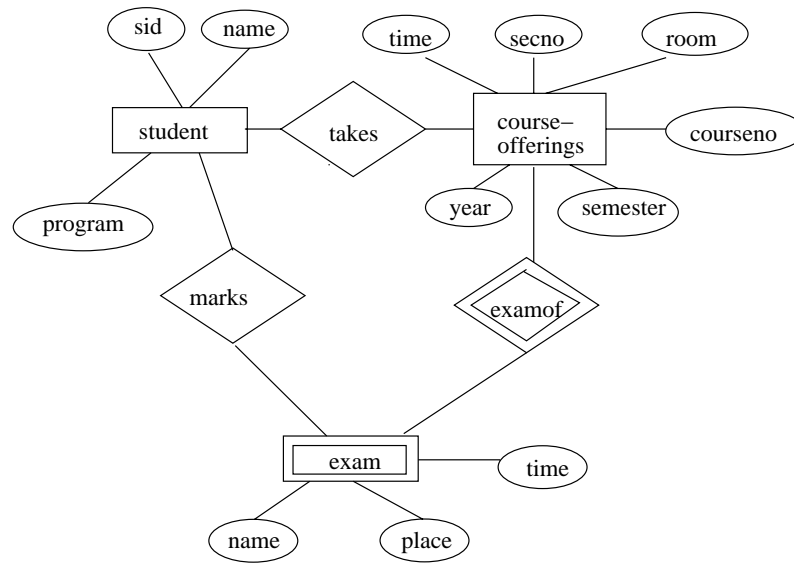 sid
name
time
secno
room
student
takes
course–
offerings
courseno
program
year
semester
marks
examof
exam
time
name
place